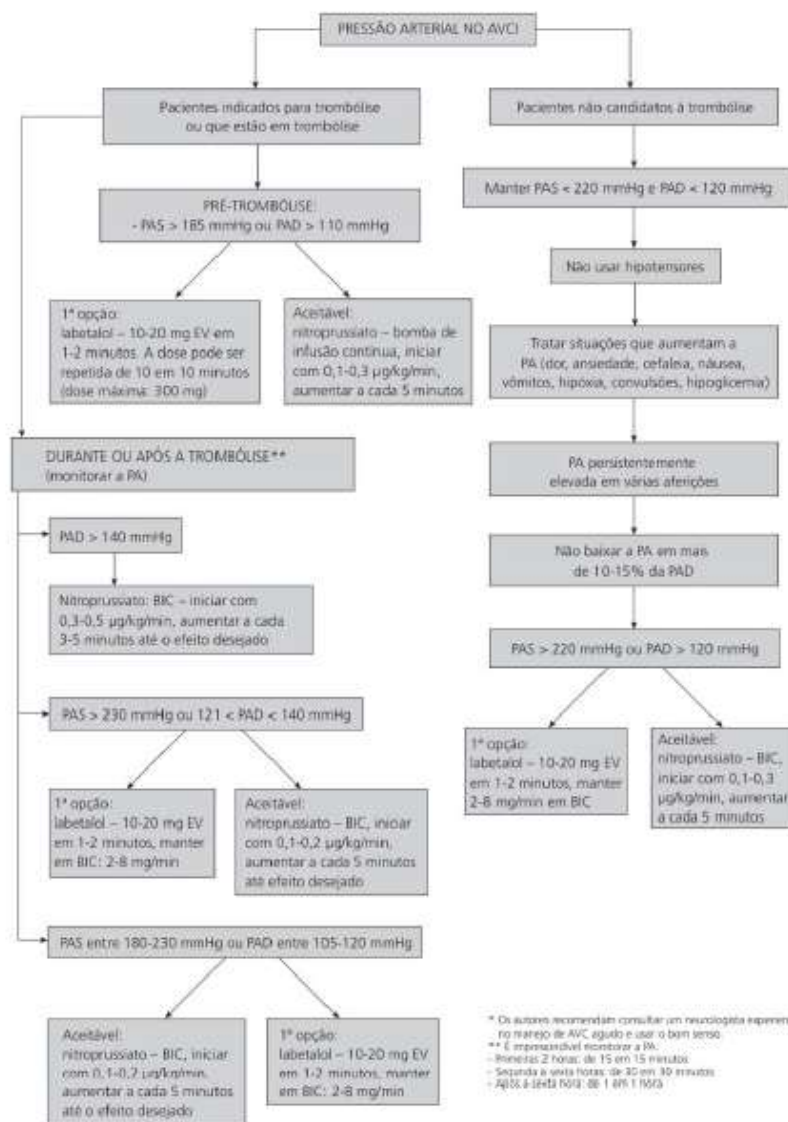 PRESSÃO ARTERIAL NO AVCI
Pacientes indicados para trombólise
ou que estão em trombólise
Pacientes não candidatos à trombólise
PRÉ-TROMBÓLISE:
- PAS > 185 mmHg ou PAD > 110 mmHg
Manter PAS < 220 mmHg e PAD < 120 mmHg
Não usar hipotensores
1ª opção:
labetalol – 10-20 mg EV em
1-2 minutos. A dose pode ser
repetida de 10 em 10 minutos
(dose máxima: 300 mg)
Aceitável:
nitroprussiato – bomba de
infusão contínua, iniciar
com 0,1-0,3 µg/kg/min,
aumentar a cada 5 minutos
Tratar situações que aumentam a
PA (dor, ansiedade, cefaleia, náusea,
vômitos, hipóxia, convulsões, hipoglicemia)
DURANTE OU APÓS A TROMBÓLISE**
(monitorar a PA)
PA persistentemente
elevada em várias aferições
PAD > 140 mmHg
Não baixar a PA em mais
de 10-15% da PAD
Nitroprussiato: BIC – iniciar com
0,3-0,5 µg/kg/min, aumentar a cada
3-5 minutos até o efeito desejado
PAS > 220 mmHg ou PAD > 120 mmHg
PAS > 230 mmHg ou 121 < PAD < 140 mmHg
1ª opção:
labetalol – 10-20 mg EV
em 1-2 minutos, manter
2-8 mg/min em BIC
Aceitável:
nitroprussiato – BIC,
iniciar com 0,1-0,3
µg/kg/min, aumentar
a cada 5 minutos
1ª opção:
labetalol – 10-20 mg EV
em 1-2 minutos, manter
em BIC: 2-8 mg/min
Aceitável:
nitroprussiato – BIC, iniciar
com 0,1-0,2 µg/kg/min,
aumentar a cada 5 minutos
até efeito desejado
PAS entre 180-230 mmHg ou PAD entre 105-120 mmHg
Aceitável:
nitroprussiato – BIC, iniciar
com 0,1-0,2 µg/kg/min,
aumentar a cada 5 minutos
até o efeito desejado
1ª opção:
labetalol – 10-20 mg EV
em 1-2 minutos, manter
em BIC: 2-8 mg/min
* Os autores recomendam consultar um neurologista experien
no manejo de AVC agudo e usar o bom senso.
** É imprescindível monitorar a PA:
- Primeiras 2 horas: de 15 em 15 minutos
- Segunda a sexta horas: de 30 em 30 minutos
- Após a sexta hora: de 1 em 1 hora